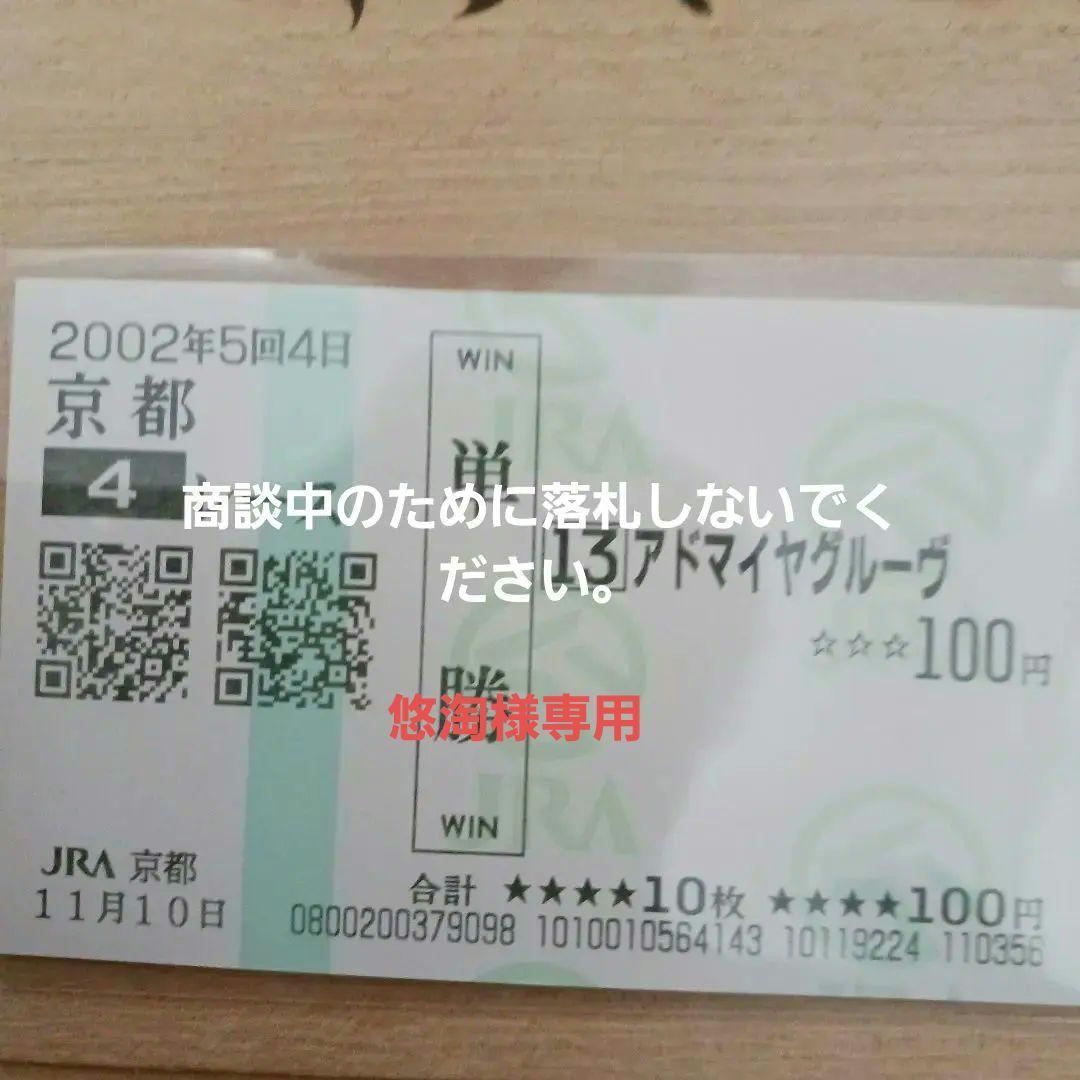 2002年5回4日
京都
4
WIN
単
勝
WIN
商談中のために落札しないでく
ださい。
13 アドマイヤグルーヴ
☆☆☆100円
悠淘様専用
JRA 京都
11月10日
合計 ★★★★10枚 ★★★★100円
0800200379098 1010010564143 10119224 110356